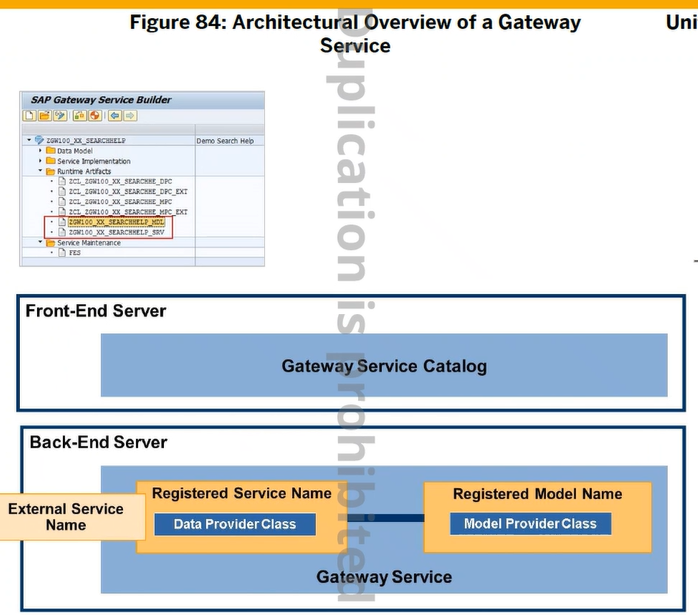 Figure 84: Architectural Overview of a Gateway
Service
Uni
SAP Gateway Service Builder
ZGW100_XX_SEARCHHELP Demo Search Help
Data Model
Service Implementation
Runtime Artifacts
ZCL_ZGW100_XX_SEARCHHE_DPC
ZCL_ZGW100_XX_SEARCHHE_DPC_EXT
ZCL_ZGW100_XX_SEARCHHE_MPC
ZCL_ZGW100_XX_SEARCHHE_MPC_EXT
ZGW100_XX_SEARCHHELP_MDL
ZGW100_XX_SEARCHHELP_SRV
Service Maintenance
FES
Front-End Server
Gateway Service Catalog
Back-End Server
External Service
Name
Registered Service Name
Data Provider Class
Registered Model Name
Model Provider Class
Gateway Service
Duplication is prohibited